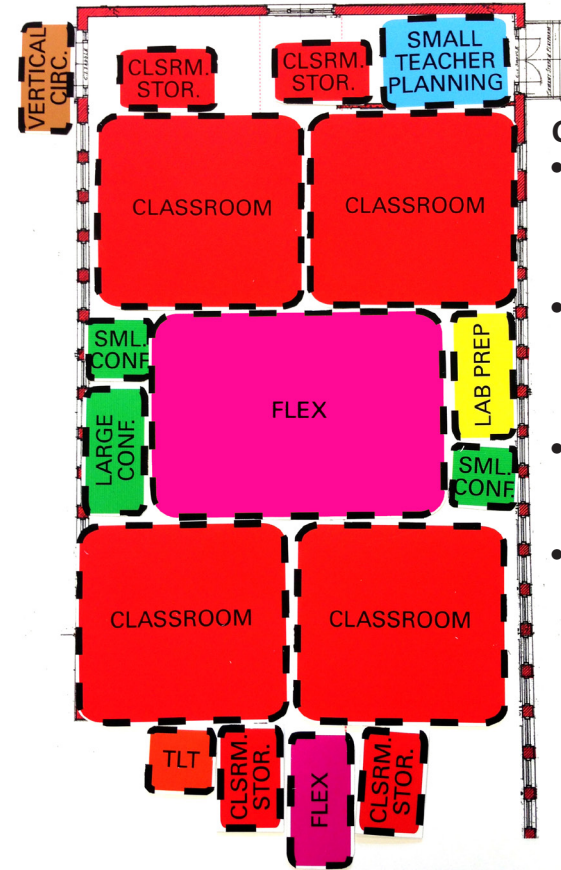 VERTICAL
CIRC.
CLSRM.
STOR.
CLSRM.
STOR.
SMALL
TEACHER
PLANNING
CLASSROOM
CLASSROOM
SML.
CONF.
FLEX
LAB PREP
LARGE
CONF.
SML.
CONF.
CLASSROOM
CLASSROOM
TLT
CLSRM.
STOR.
FLEX
CLSRM.
STOR.